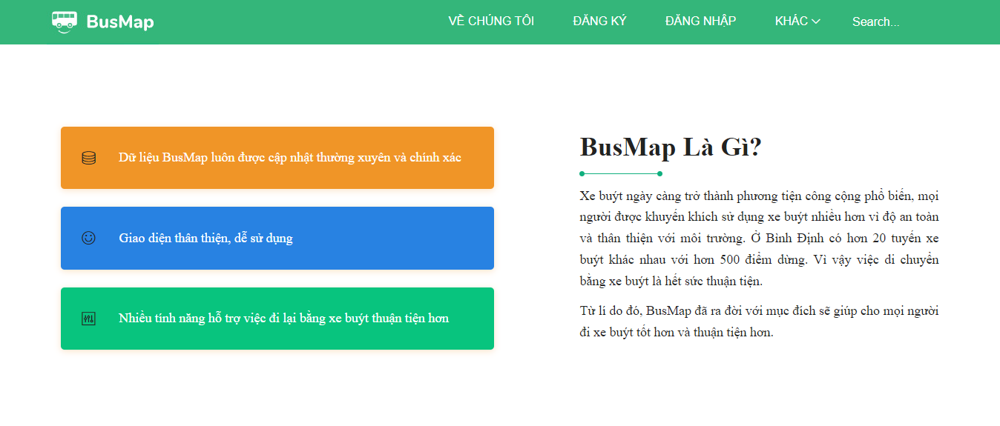 BusMap
VỀ CHÚNG TÔI
ĐĂNG KÝ
ĐĂNG NHẬP
KHÁC
Search...
Dữ liệu BusMap luôn được cập nhật thường xuyên và chính xác
Giao diện thân thiện, dễ sử dụng
Nhiều tính năng hỗ trợ việc đi lại bằng xe buýt thuận tiện hơn
BusMap Là Gì?
Xe buýt ngày càng trở thành phương tiện công cộng phổ biến, mọi
người được khuyến khích sử dụng xe buýt nhiều hơn vì độ an toàn
và thân thiện với môi trường. Ở Bình Định có hơn 20 tuyến xe
buýt khác nhau với hơn 500 điểm dừng. Vì vậy việc di chuyển
bằng xe buýt là hết sức thuận tiện.
Từ lí do đó, BusMap đã ra đời với mục đích sẽ giúp cho mọi người
đi xe buýt tốt hơn và thuận tiện hơn.